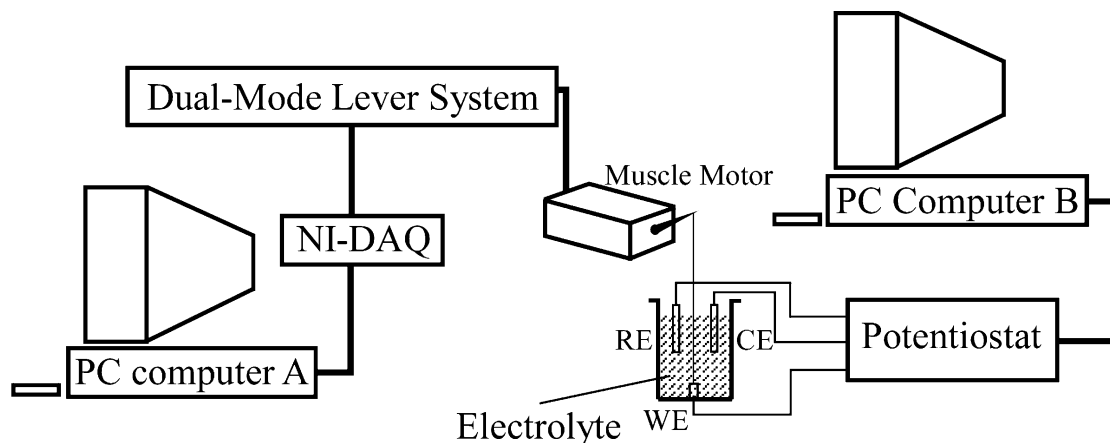 Dual-Mode Lever System
Muscle Motor
PC Computer B
NI-DAQ
RE
CE
Potentiostat
PC computer A
WE
Electrolyte